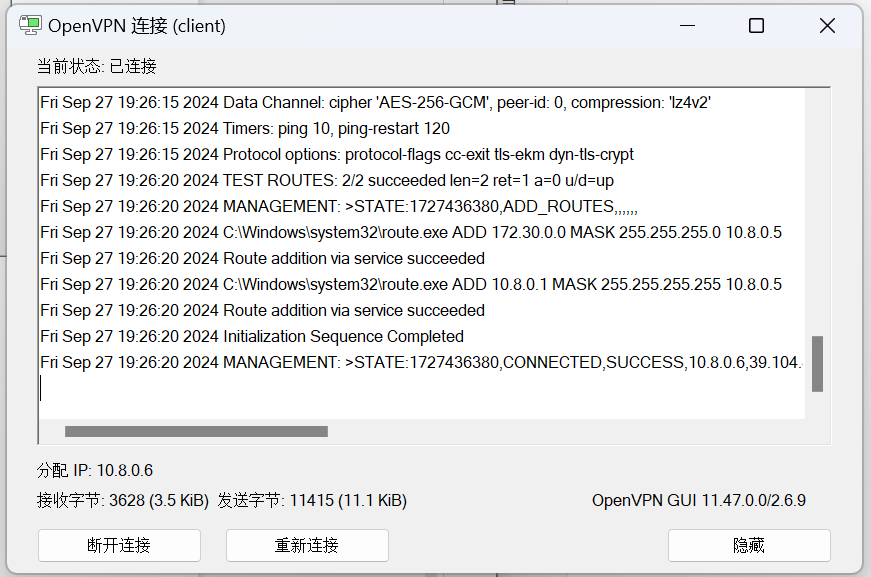 OpenVPN 连接 (client)
当前状态: 已连接
Fri Sep 27 19:26:15 2024 Data Channel: cipher 'AES-256-GCM', peer-id: 0, compression: 'lz4v2'
Fri Sep 27 19:26:15 2024 Timers: ping 10, ping-restart 120
Fri Sep 27 19:26:15 2024 Protocol options: protocol-flags cc-exit tls-ekm dyn-tls-crypt
Fri Sep 27 19:26:20 2024 TEST ROUTES: 2/2 succeeded len=2 ret=1 a=0 u/d=up
Fri Sep 27 19:26:20 2024 MANAGEMENT: >STATE:1727436380,ADD_ROUTES,,,,,,
Fri Sep 27 19:26:20 2024 C:\Windows\system32\route.exe ADD 172.30.0.0 MASK 255.255.255.0 10.8.0.5
Fri Sep 27 19:26:20 2024 Route addition via service succeeded
Fri Sep 27 19:26:20 2024 C:\Windows\system32\route.exe ADD 10.8.0.1 MASK 255.255.255.255 10.8.0.5
Fri Sep 27 19:26:20 2024 Route addition via service succeeded
Fri Sep 27 19:26:20 2024 Initialization Sequence Completed
Fri Sep 27 19:26:20 2024 MANAGEMENT: >STATE:1727436380,CONNECTED,SUCCESS,10.8.0.6,39.104.
分配 IP: 10.8.0.6
接收字节: 3628 (3.5 KiB) 发送字节: 11415 (11.1 KiB)
OpenVPN GUI 11.47.0.0/2.6.9
断开连接
重新连接
隐藏